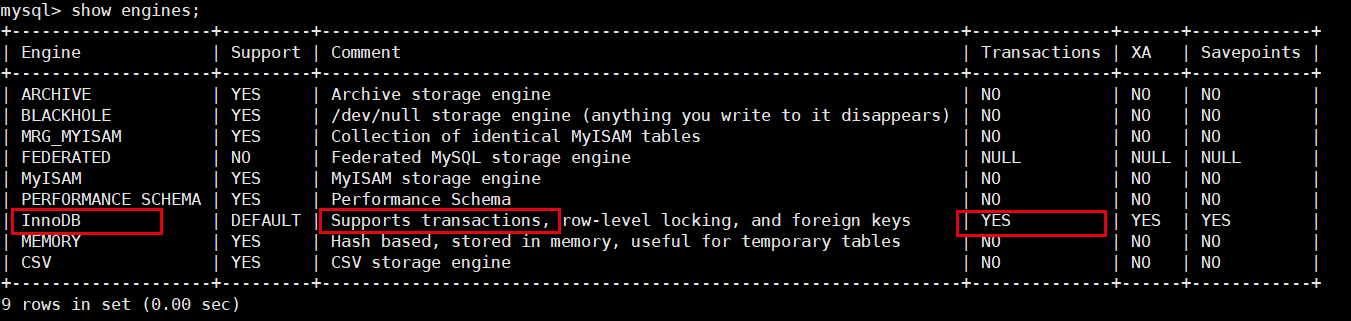 mysql> show engines;
+--------------------+---------+----------------------------------------------------------------+--------------+------+------------+
| Engine             | Support | Comment                                                        | Transactions | XA   | Savepoints |
+--------------------+---------+----------------------------------------------------------------+--------------+------+------------+
| ARCHIVE            | YES     | Archive storage engine                                         | NO           | NO   | NO         |
| BLACKHOLE          | YES     | /dev/null storage engine (anything you write to it disappears) | NO           | NO   | NO         |
| MRG_MYISAM         | YES     | Collection of identical MyISAM tables                          | NO           | NO   | NO         |
| FEDERATED          | NO      | Federated MySQL storage engine                                 | NULL         | NULL | NULL       |
| MyISAM             | YES     | MyISAM storage engine                                          | NO           | NO   | NO         |
| PERFORMANCE_SCHEMA | YES     | Performance Schema                                             | NO           | NO   | NO         |
| InnoDB             | DEFAULT | Supports transactions, row-level locking, and foreign keys     | YES          | YES  | YES        |
| MEMORY             | YES     | Hash based, stored in memory, useful for temporary tables      | NO           | NO   | NO         |
| CSV                | YES     | CSV storage engine                                             | NO           | NO   | NO         |
+--------------------+---------+----------------------------------------------------------------+--------------+------+------------+
9 rows in set (0.00 sec)